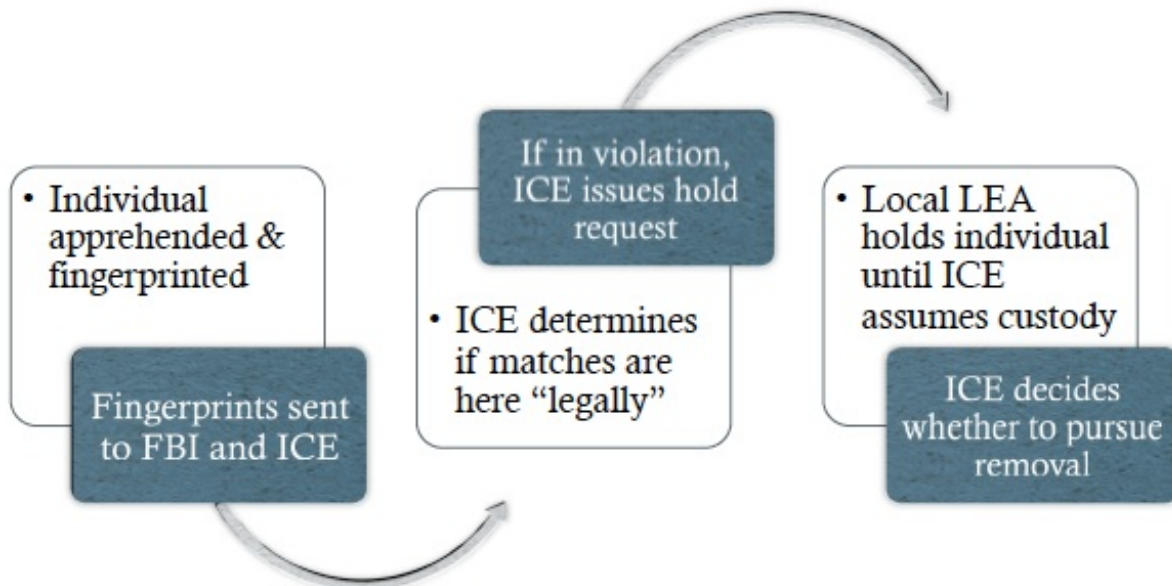 • Individual
apprehended &
fingerprinted
Fingerprints sent
to FBI and ICE
• ICE determines
if matches are
here “legally”
If in violation,
ICE issues hold
request
• Local LEA
holds individual
until ICE
assumes custody
ICE decides
whether to pursue
removal